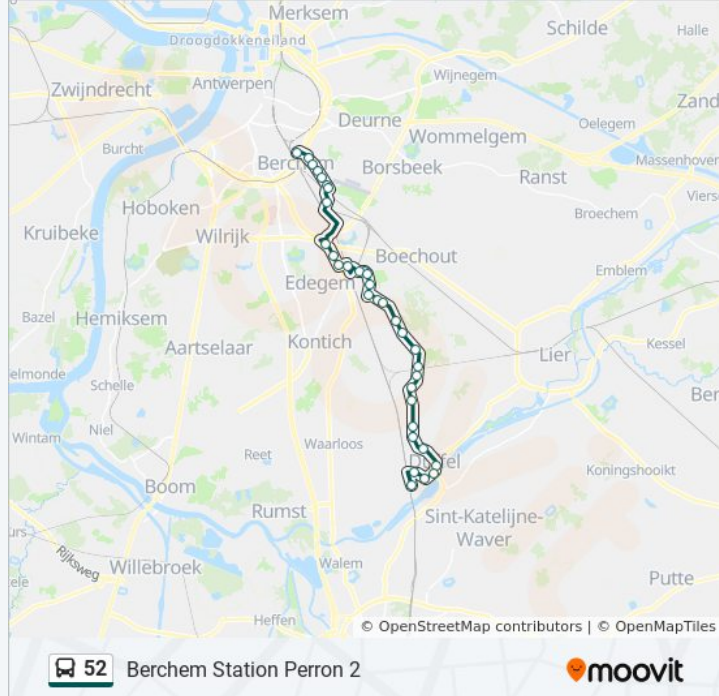 Merksem
Schilde
Halle
Droogdokkeneiland
Wijnegem
Zwijndrecht
Antwerpen
Zand
Deurne
Oelegem
Wommelgem
Burcht
Berchem
Borsbeek
Massenhoven
Ranst
Viers
Hoboken
Broechem
Kruibeke
Wilrijk
Boechout
Emblem
Edegem
Bazel
Hemiksem
Kontich
Aartselaar
Lier
Kessel
elmonde
Schelle
Ber
Niel
Wintam
Waarloos
Reet
Duffel
Koningshooikt
Boom
Rumst
Sint-Katelijne-
Waver
urs
Rijksweg
Walem
Willebroek
tele
Putte
Heffen
© OpenStreetMap contributors | © OpenMapTiles
52 Berchem Station Perron 2
moovit